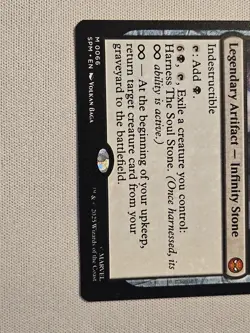 Legendary Artifact — Infinity Stone
Indestructible
: Add .
6, , Exile a creature you control:
Harness The Soul Stone. (Once harnessed, its
∞ ability is active.)
∞ — At the beginning of your upkeep,
return target creature card from your
graveyard to the battlefield.
M 0066
SPM • EN VOLKAN BAGA
© MARVEL
™ & © 2025 Wizards of the Coast